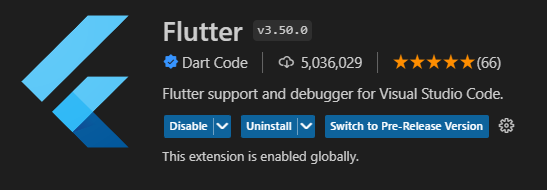 Flutter v3.50.0
Dart Code 5,036,029 (66)
Flutter support and debugger for Visual Studio Code.
Disable Uninstall Switch to Pre-Release Version
This extension is enabled globally.